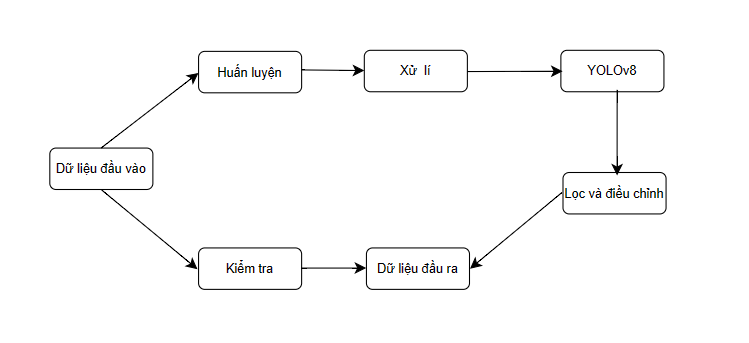 Huấn luyện
Xử lí
YOLOv8
Dữ liệu đầu vào
Lọc và điều chỉnh
Kiểm tra
Dữ liệu đầu ra